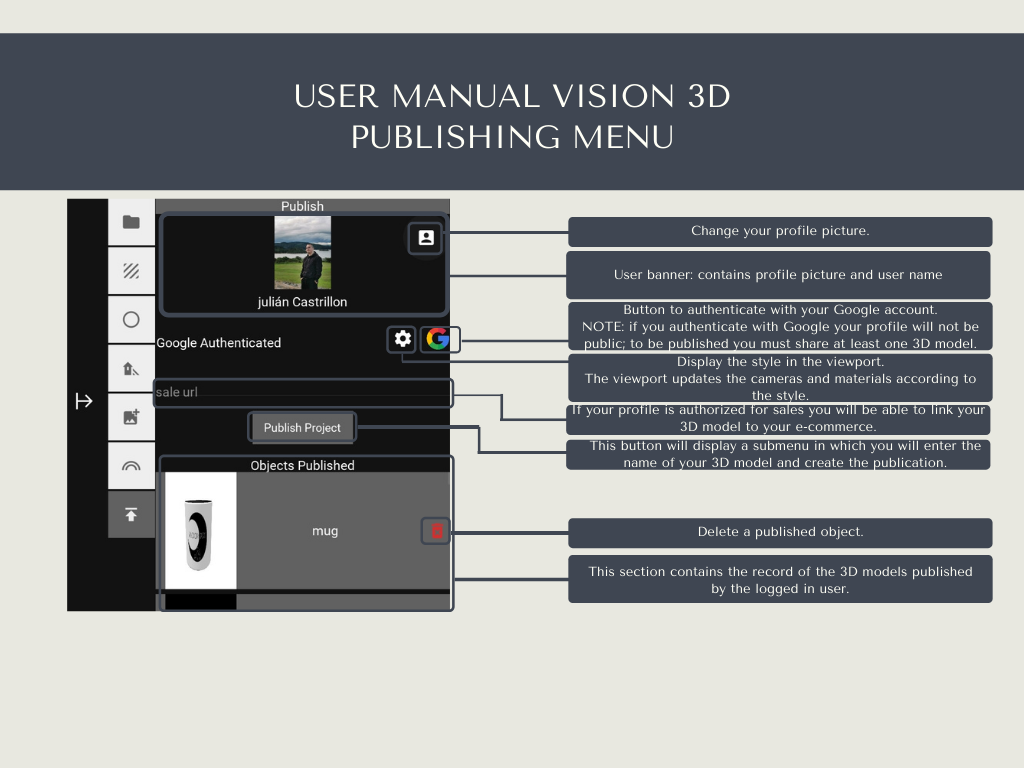 USER MANUAL VISION 3D
PUBLISHING MENU
Publish
julián Castrillon
Google Authenticated
sale url
Publish Project
Objects Published
mug
Change your profile picture.
User banner: contains profile picture and user name
Button to authenticate with your Google account.
NOTE: if you authenticate with Google your profile will not be
public; to be published you must share at least one 3D model.
Display the style in the viewport.
The viewport updates the cameras and materials according to
the style.
If your profile is authorized for sales you will be able to link your
3D model to your e-commerce.
This button will display a submenu in which you will enter the
name of your 3D model and create the publication.
Delete a published object.
This section contains the record of the 3D models published
by the logged in user.